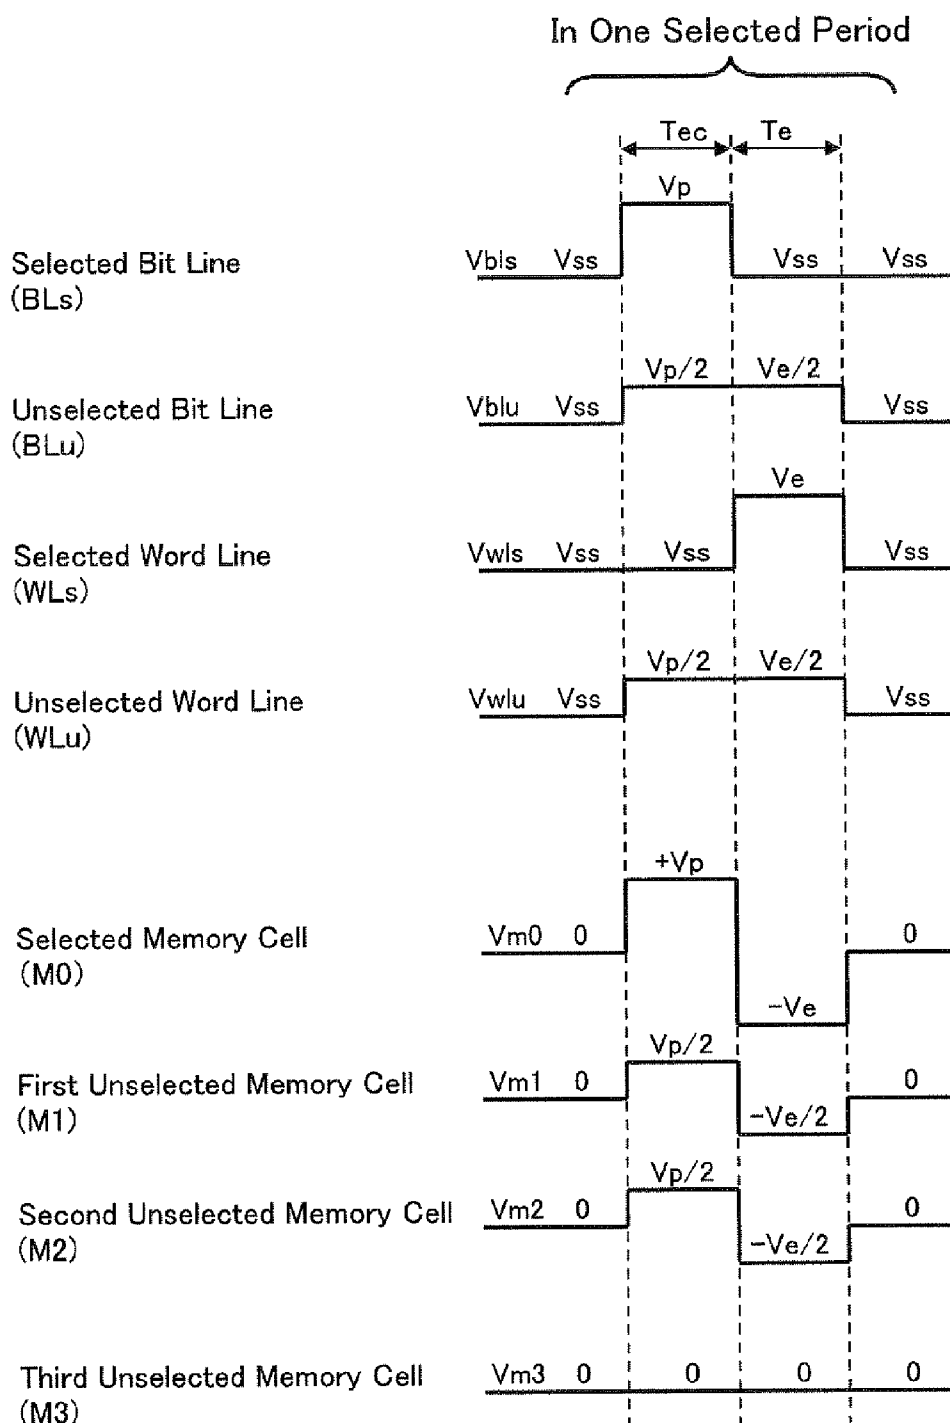 In One Selected Period
Tec Te
Vp
Selected Bit Line
(BLs)
Vbls Vss Vss Vss
Vp/2 Ve/2
Unselected Bit Line
(BLu)
Vblu Vss Vss
Ve
Selected Word Line
(WLs)
Vwls Vss Vss Vss
Vp/2 Ve/2
Unselected Word Line
(WLu)
Vwlu Vss Vss
+Vp
Selected Memory Cell
(M0)
Vm0 0 0
-Ve
Vp/2
First Unselected Memory Cell
(M1)
Vm1 0 0
-Ve/2
Vp/2
Second Unselected Memory Cell
(M2)
Vm2 0 0
-Ve/2
Third Unselected Memory Cell
(M3)
Vm3 0 0 0 0